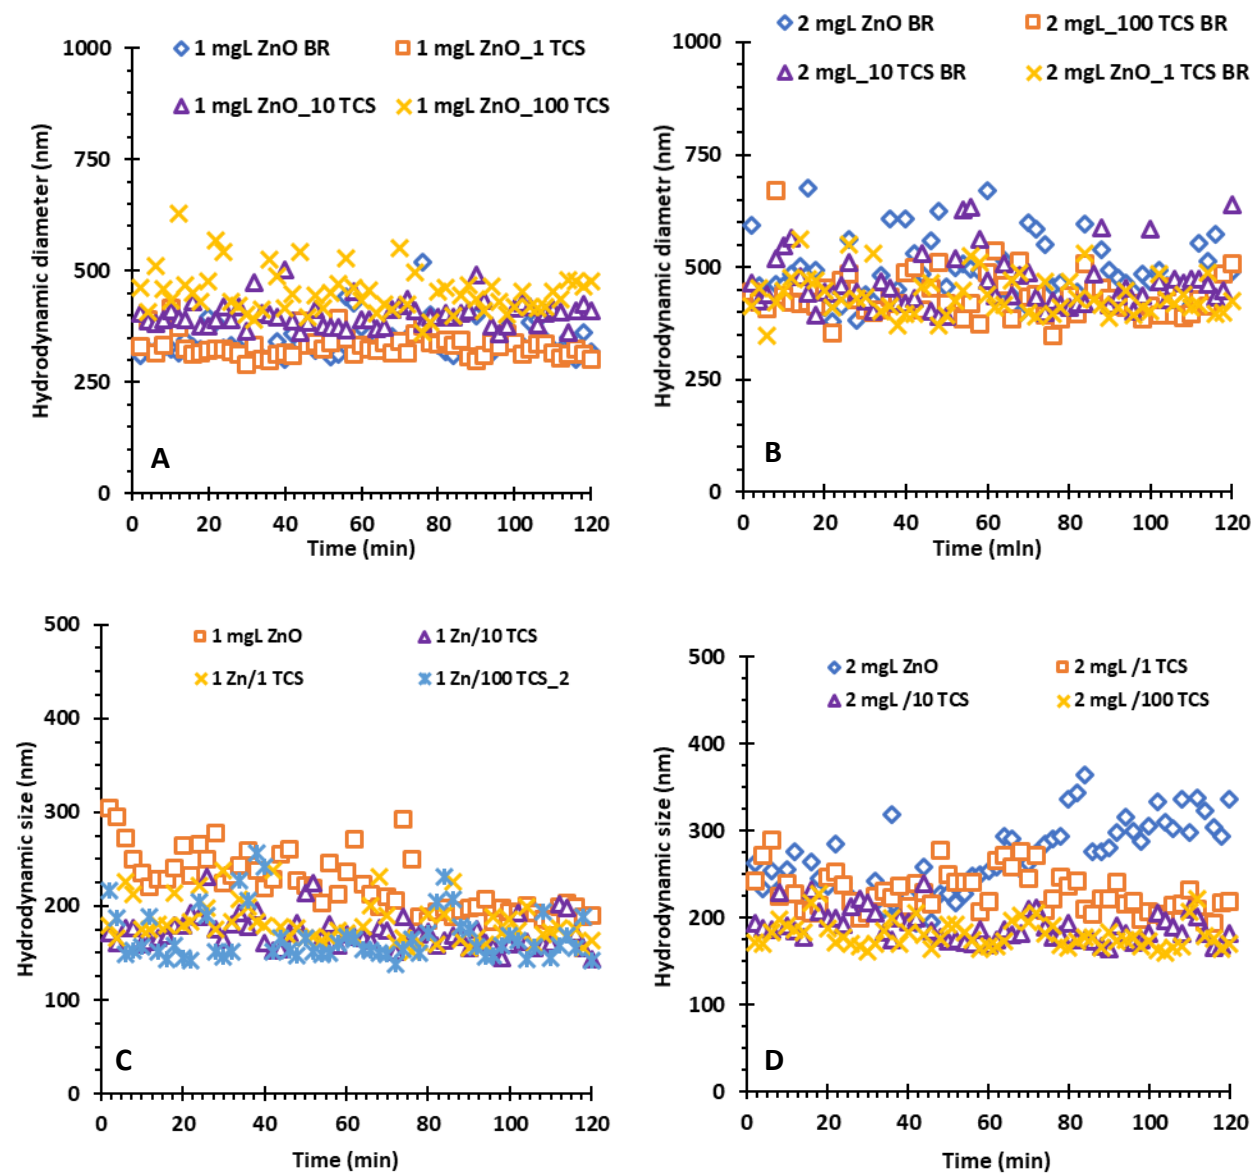 1 mgL ZnO BR
1 mgL ZnO_1 TCS
1 mgL ZnO_10 TCS
1 mgL ZnO_100 TCS
Hydrodynamic diameter (nm)
1000
750
500
250
0
A
0 20 40 60 80 100 120
Time (min)
2 mgL ZnO BR
2 mgL_100 TCS BR
2 mgL_10 TCS BR
2 mgL ZnO_1 TCS BR
Hydrodynamic diametr (nm)
1000
750
500
250
0
B
0 20 40 60 80 100 120
Time (mIn)
1 mgL ZnO
1 Zn/10 TCS
1 Zn/1 TCS
1 Zn/100 TCS_2
Hydrodynamic size (nm)
500
400
300
200
100
0
C
0 20 40 60 80 100 120
Time (min)
2 mgL ZnO
2 mgL /1 TCS
2 mgL /10 TCS
2 mgL /100 TCS
Hydrodynamic size (nm)
500
400
300
200
100
0
D
0 20 40 60 80 100 120
Time (min)